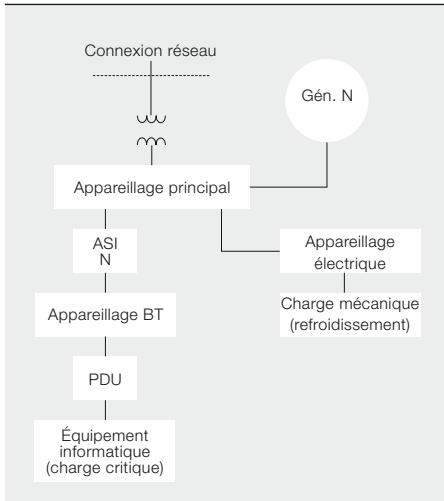 Connexion réseau
Gén. N
Appareillage principal
ASI
N
Appareillage
électrique
Appareillage BT
Charge mécanique
(refroidissement)
PDU
Équipement
informatique
(charge critique)